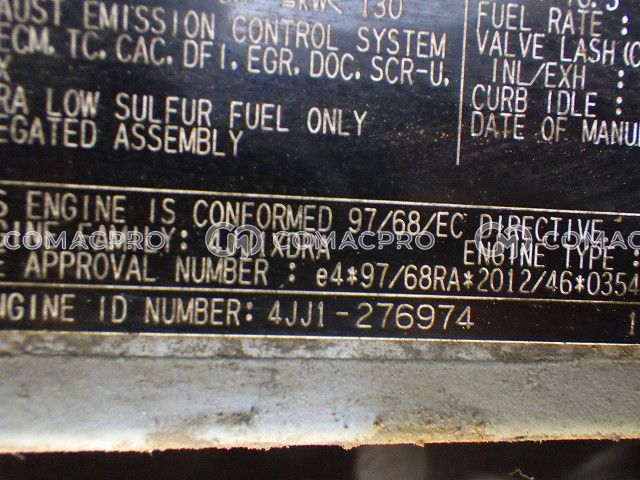 ≤kW< 130
AUST EMISSION CONTROL SYSTEM
ECM. TC. CAC. DFI. EGR. DOC. SCR-U.
X
RA LOW SULFUR FUEL ONLY
EGATED ASSEMBLY
FUEL RATE :
VALVE LASH (C
INL/EXH :
CURB IDLE :
DATE OF MANU
S ENGINE IS CONFORMED 97/68/EC DIRECTIVE.
ENGINE TYPE :
E APPROVAL NUMBER : e4*97/68RA*2012/46*0354
NGINE ID NUMBER: 4JJ1-276974
1
COMACPRO COMACPRO COMACPRO